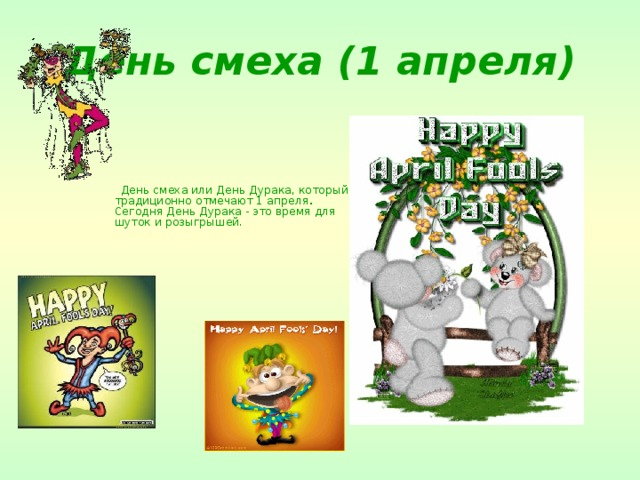 День смеха (1 апреля)
День смеха или День Дурака, который
традиционно отмечают 1 апреля.
Сегодня День Дурака - это время для
шуток и розыгрышей.
Happy
April Fools
Day
HAPPY
APRIL FOOLS DAY!
Happy April Fools' Day!